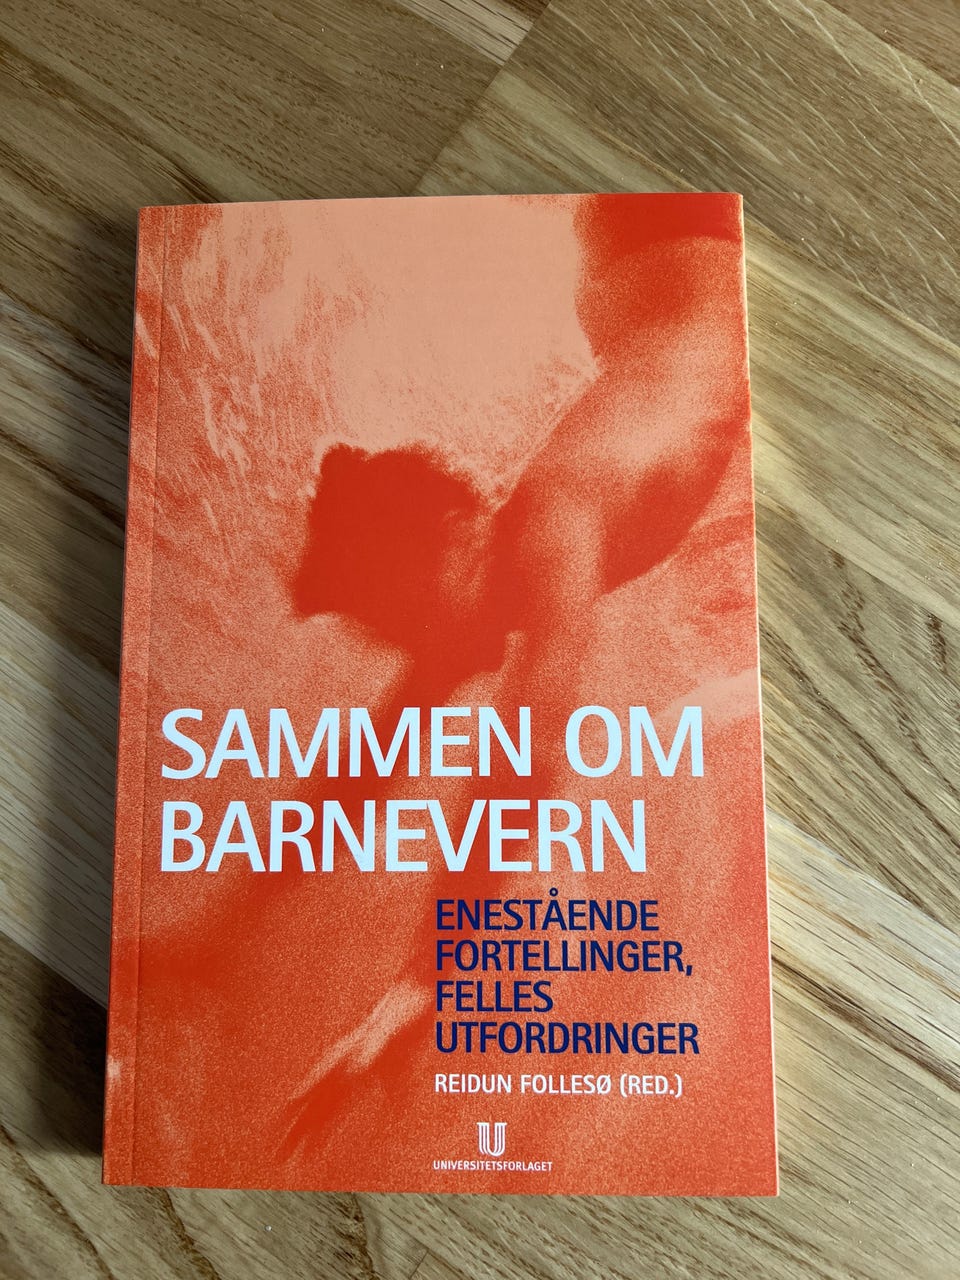 SAMMEN OM
BARNEVERN
ENESTÅENDE
FORTELLINGER,
FELLES
UTFORDRINGER
REIDUN FOLLESØ (RED.)
U
UNIVERSITETSFORLAGET